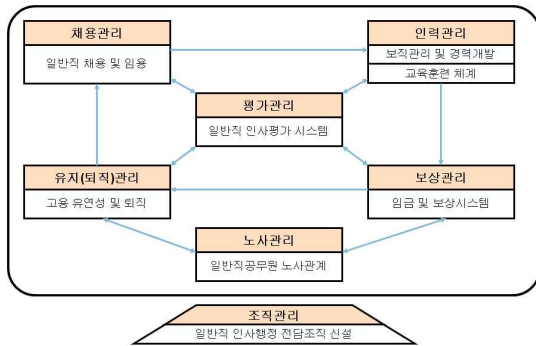 채용관리
일반직 채용 및 임용
인력관리
보직관리 및 경력개발
교육훈련 체계
평가관리
일반직 인사평가 시스템
유지(퇴직)관리
고용 유연성 및 퇴직
보상관리
임금 및 보상시스템
노사관리
일반직공무원 노사관계
조직관리
일반직 인사행정 전담조직 신설